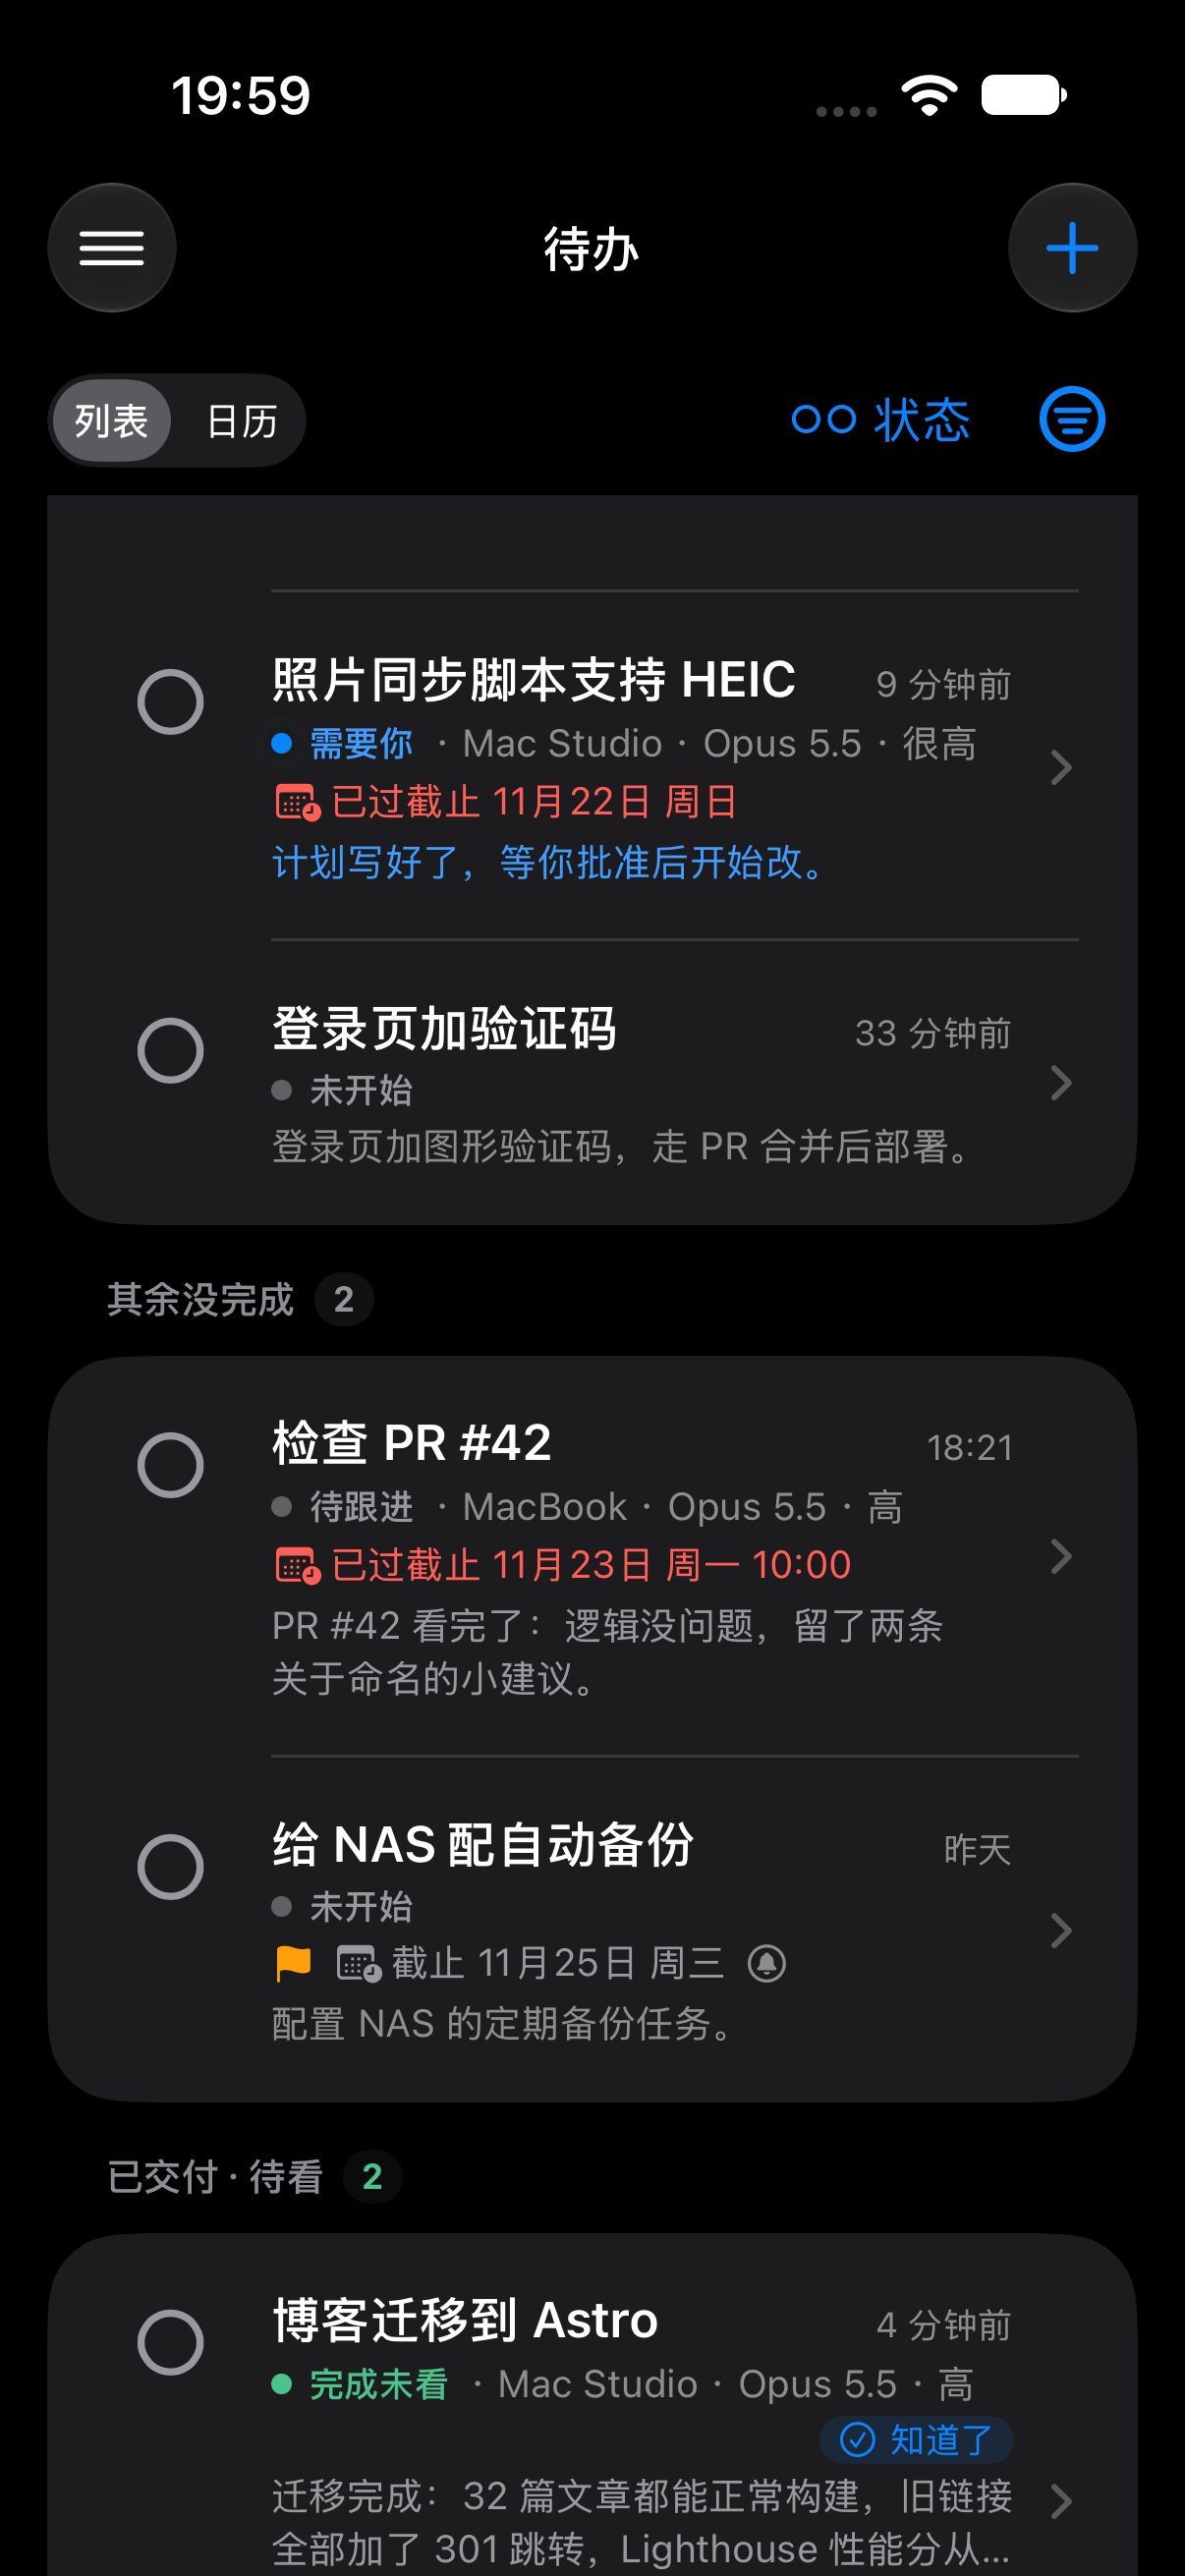 19:59
待办
列表 日历 状态
照片同步脚本支持 HEIC 9 分钟前
需要你 · Mac Studio · Opus 5.5 · 很高
已过截止 11月22日 周日
计划写好了，等你批准后开始改。
登录页加验证码 33 分钟前
未开始
登录页加图形验证码，走 PR 合并后部署。
其余没完成 2
检查 PR #42 18:21
待跟进 · MacBook · Opus 5.5 · 高
已过截止 11月23日 周一 10:00
PR #42 看完了：逻辑没问题，留了两条
关于命名的小建议。
给 NAS 配自动备份 昨天
未开始
截止 11月25日 周三
配置 NAS 的定期备份任务。
已交付 · 待看 2
博客迁移到 Astro 4 分钟前
完成未看 · Mac Studio · Opus 5.5 · 高
知道了
迁移完成：32 篇文章都能正常构建，旧链接
全部加了 301 跳转，Lighthouse 性能分从...